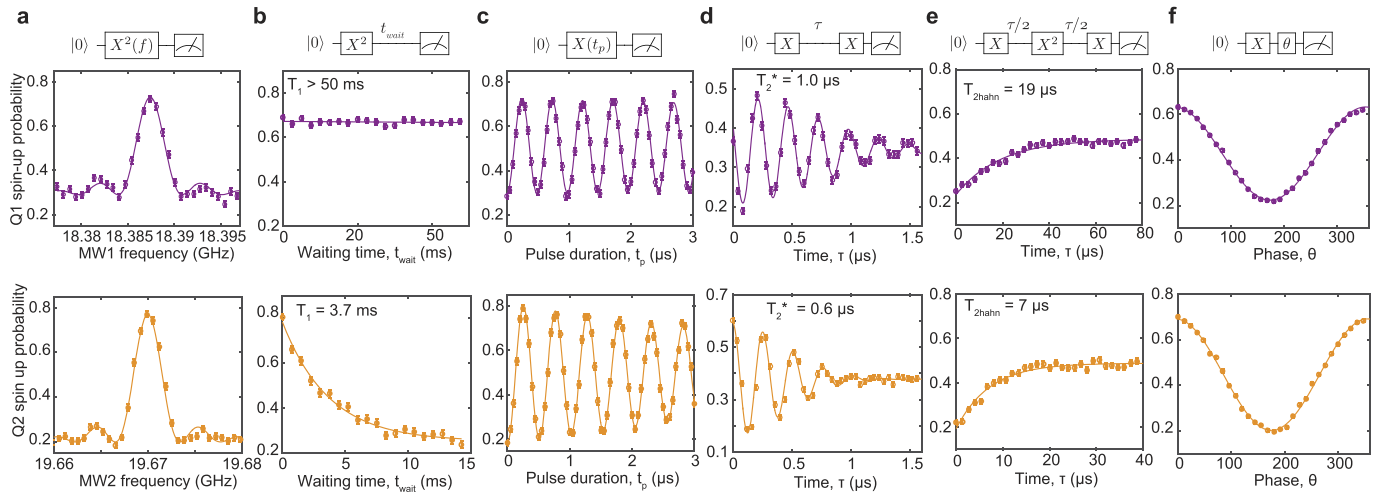 a
b
c
d
e
f
|0⟩ X²(f)
|0⟩ X² t_wait
|0⟩ X(t_p)
|0⟩ X τ X
|0⟩ X τ/2 X² τ/2 X
|0⟩ X θ
Q1 spin-up probability
0.8
0.6
0.4
0.2
18.38 18.385 18.39 18.395
MW1 frequency (GHz)
T₁ > 50 ms
0.8
0.6
0.4
0.2
0 20 40 60
Waiting time, t_wait (ms)
0.8
0.6
0.4
0.2
0 1 2 3
Pulse duration, t_p (µs)
T₂* = 1.0 µs
0.5
0.4
0.3
0.2
0 0.5 1 1.5
Time, τ (µs)
T_2hahn = 19 µs
0.8
0.6
0.4
0.2
0 20 40 60 80
Time, τ (µs)
0.8
0.6
0.4
0.2
0 100 200 300
Phase, θ
Q2 spin up probability
0.8
0.6
0.4
0.2
19.66 19.67 19.68
MW2 frequency (GHz)
T₁ = 3.7 ms
0.8
0.6
0.4
0.2
0 5 10 15
Waiting time, t_wait (ms)
0.8
0.6
0.4
0.2
0 1 2 3
Pulse duration, t_p (µs)
T₂* = 0.6 µs
0.7
0.5
0.3
0.1
0 0.5 1 1.5
Time, τ (µs)
T_2hahn = 7 µs
0.8
0.6
0.4
0.2
0 10 20 30 40
Time, τ (µs)
0.8
0.6
0.4
0.2
0 100 200 300
Phase, θ